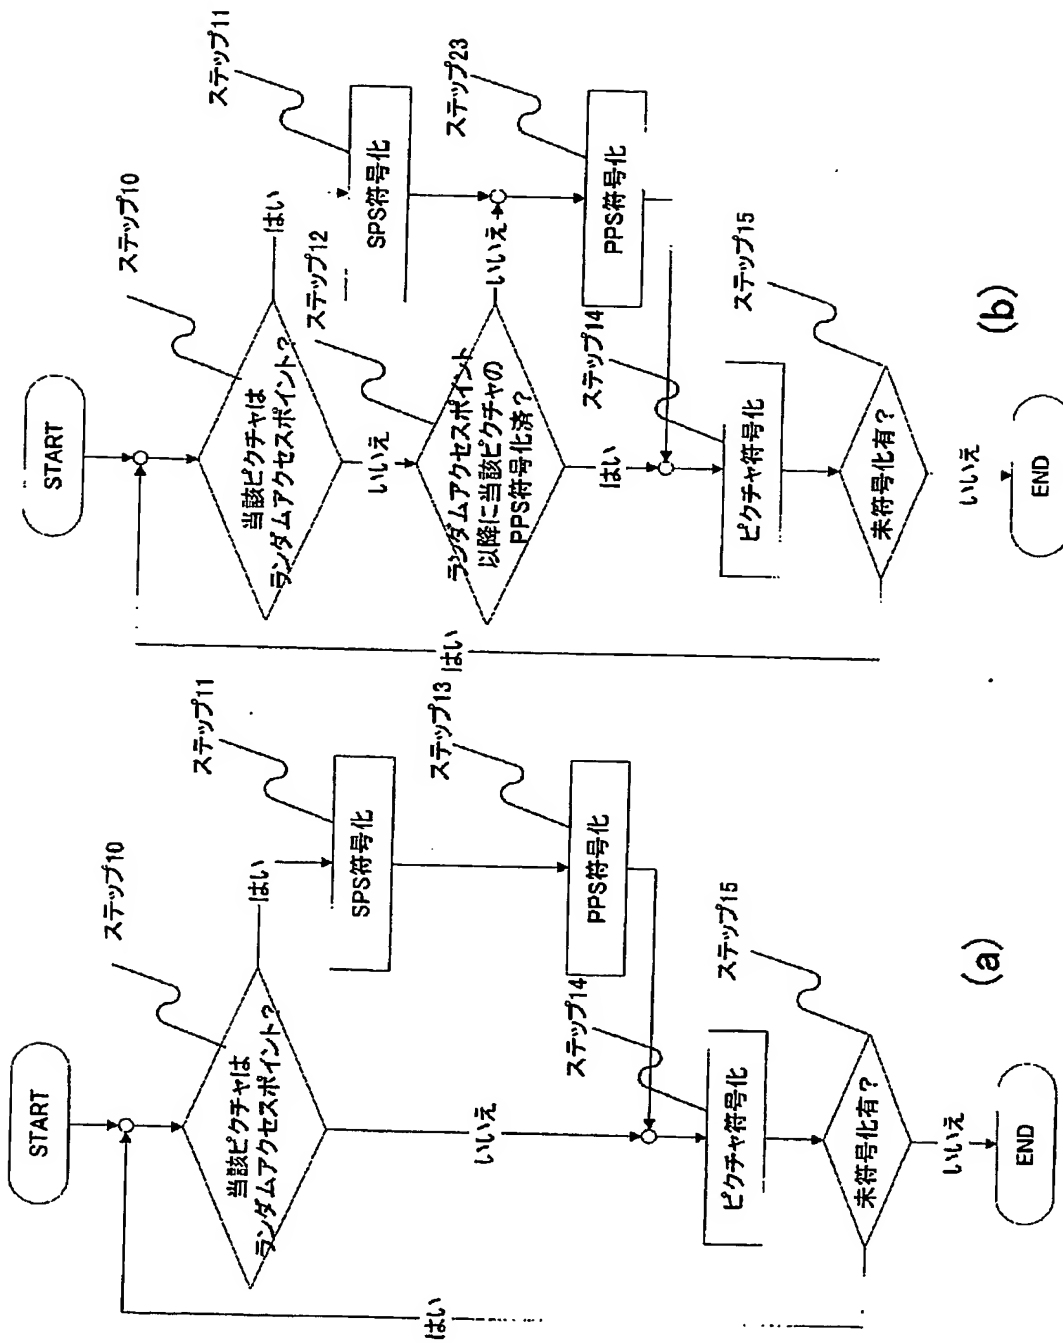 START
当該ピクチャは
ランダムアクセスポイント?
ステップ10
はい
いいえ
ステップ11
SPS符号化
ステップ13
PPS符号化
ステップ14
ピクチャ符号化
ステップ15
未符号化有?
はい
いいえ
END
(a)
START
当該ピクチャは
ランダムアクセスポイント?
ステップ10
はい
いいえ
ステップ11
SPS符号化
ステップ12
ランダムアクセスポイント
以降に当該ピクチャの
PPS符号化済?
いいえ
はい
ステップ23
PPS符号化
ステップ14
ピクチャ符号化
ステップ15
未符号化有?
はい
いいえ
END
(b)